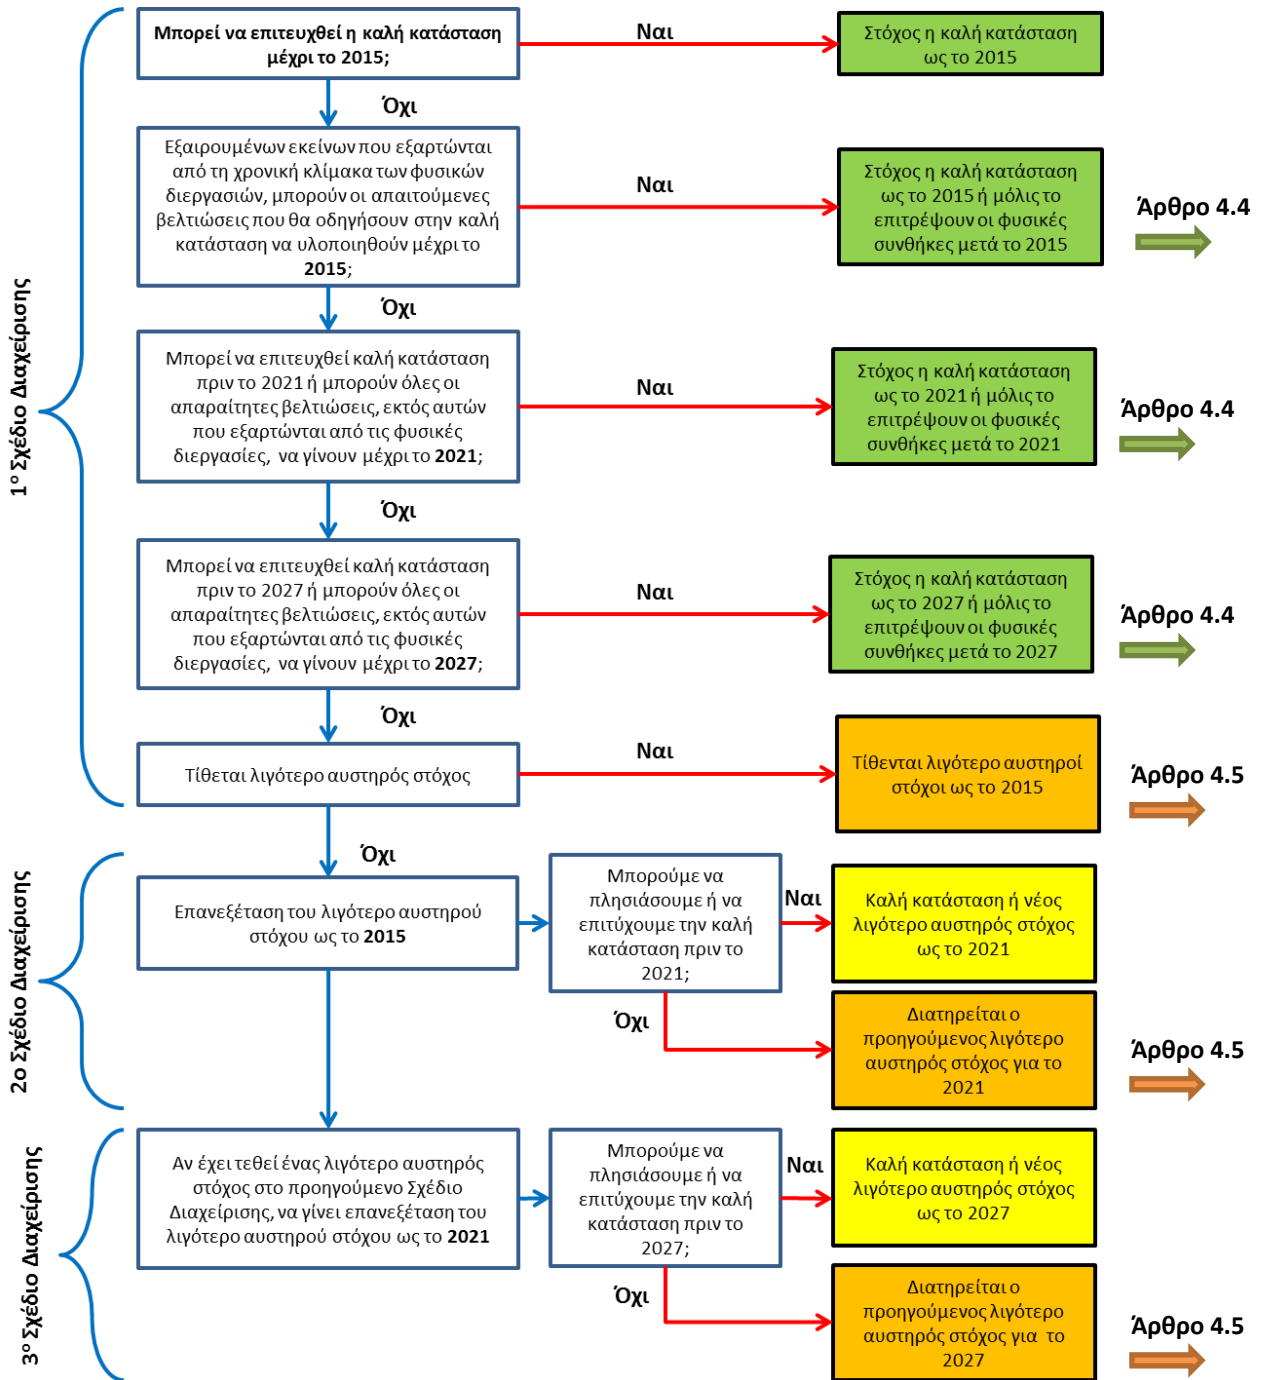 1ο Σχέδιο Διαχείρισης
Μπορεί να επιτευχθεί η καλή κατάσταση
μέχρι το 2015;
Ναι
Στόχος η καλή κατάσταση
ως το 2015
Όχι
Εξαιρουμένων εκείνων που εξαρτώνται
από τη χρονική κλίμακα των φυσικών
διεργασιών, μπορούν οι απαιτούμενες
βελτιώσεις που θα οδηγήσουν στην καλή
κατάσταση να υλοποιηθούν μέχρι το
2015;
Ναι
Στόχος η καλή κατάσταση
ως το 2015 ή μόλις το
επιτρέψουν οι φυσικές
συνθήκες μετά το 2015
Άρθρο 4.4
Όχι
Μπορεί να επιτευχθεί καλή κατάσταση
πριν το 2021 ή μπορούν όλες οι
απαραίτητες βελτιώσεις, εκτός αυτών
που εξαρτώνται από τις φυσικές
διεργασίες, να γίνουν μέχρι το 2021;
Ναι
Στόχος η καλή κατάσταση
ως το 2021 ή μόλις το
επιτρέψουν οι φυσικές
συνθήκες μετά το 2021
Άρθρο 4.4
Όχι
Μπορεί να επιτευχθεί καλή κατάσταση
πριν το 2027 ή μπορούν όλες οι
απαραίτητες βελτιώσεις, εκτός αυτών
που εξαρτώνται από τις φυσικές
διεργασίες, να γίνουν μέχρι το 2027;
Ναι
Στόχος η καλή κατάσταση
ως το 2027 ή μόλις το
επιτρέψουν οι φυσικές
συνθήκες μετά το 2027
Άρθρο 4.4
Όχι
Τίθεται λιγότερο αυστηρός στόχος
Ναι
Τίθενται λιγότερο αυστηροί
στόχοι ως το 2015
Άρθρο 4.5
Όχι
2ο Σχέδιο Διαχείρισης
Επανεξέταση του λιγότερο αυστηρού
στόχου ως το 2015
Μπορούμε να
πλησιάσουμε ή να
επιτύχουμε την καλή
κατάσταση πριν το
2021;
Ναι
Καλή κατάσταση ή νέος
λιγότερο αυστηρός στόχος
ως το 2021
Όχι
Διατηρείται ο
προηγούμενος λιγότερο
αυστηρός στόχος για το
2021
Άρθρο 4.5
3ο Σχέδιο Διαχείρισης
Αν έχει τεθεί ένας λιγότερο αυστηρός
στόχος στο προηγούμενο Σχέδιο
Διαχείρισης, να γίνει επανεξέταση του
λιγότερο αυστηρού στόχου ως το 2021
Μπορούμε να
πλησιάσουμε ή να
επιτύχουμε την καλή
κατάσταση πριν το
2027;
Ναι
Καλή κατάσταση ή νέος
λιγότερο αυστηρός στόχος
ως το 2027
Όχι
Διατηρείται ο
προηγούμενος λιγότερο
αυστηρός στόχος για το
2027
Άρθρο 4.5